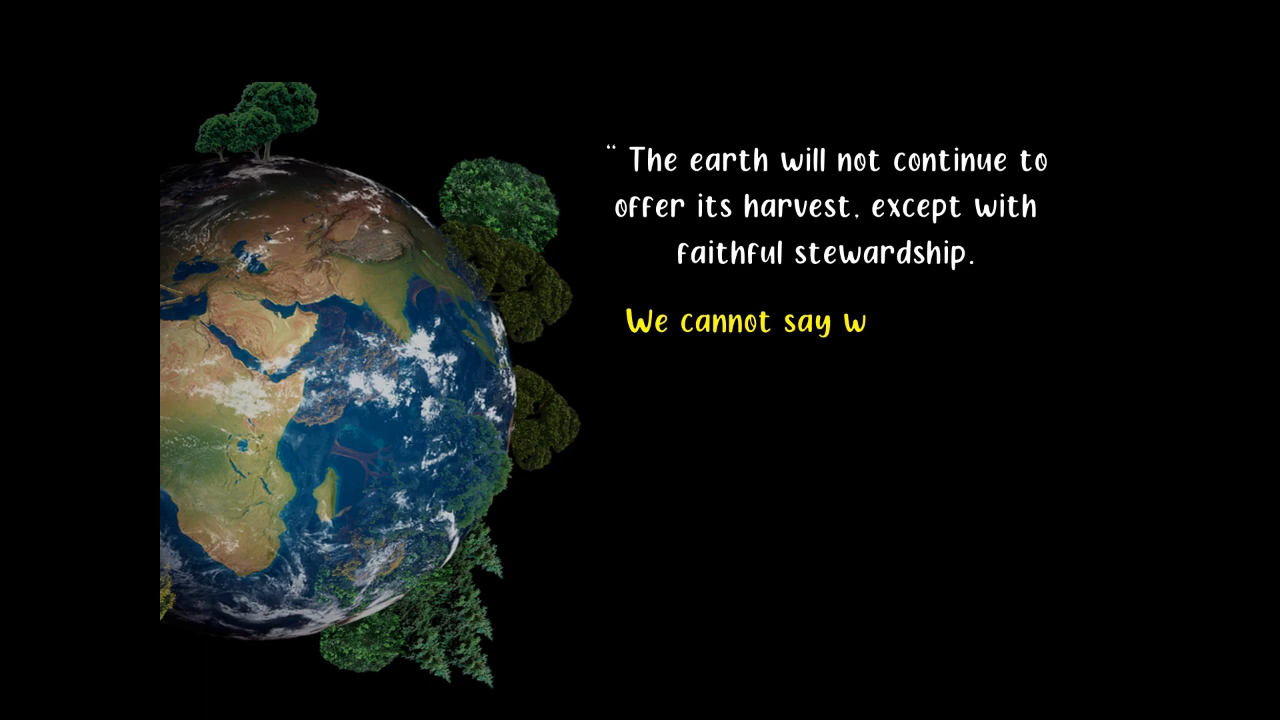 “ The earth will not continue to
offer its harvest, except with
faithful stewardship.
We cannot say w